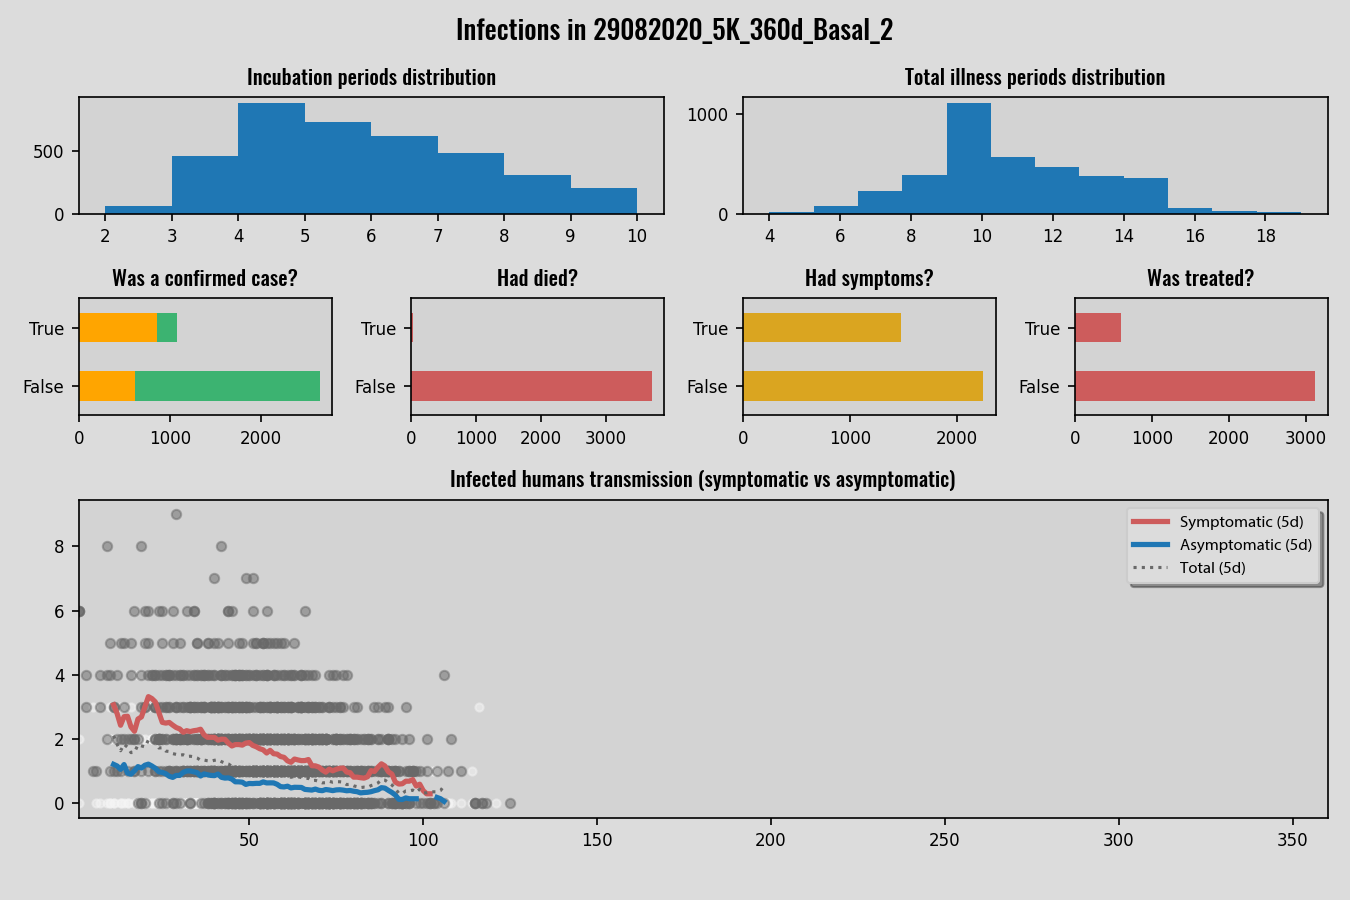 Infections in 29082020_5K_360d_Basal_2
Incubation periods distribution
Total illness periods distribution
500
0
2 3 4 5 6 7 8 9 10
1000
0
4 6 8 10 12 14 16 18
Was a confirmed case?
Had died?
Had symptoms?
Was treated?
True
False
0 1000 2000
True
False
0 1000 2000 3000
True
False
0 1000 2000
True
False
0 1000 2000 3000
Infected humans transmission (symptomatic vs asymptomatic)
Symptomatic (5d)
Asymptomatic (5d)
Total (5d)
8
6
4
2
0
50 100 150 200 250 300 350